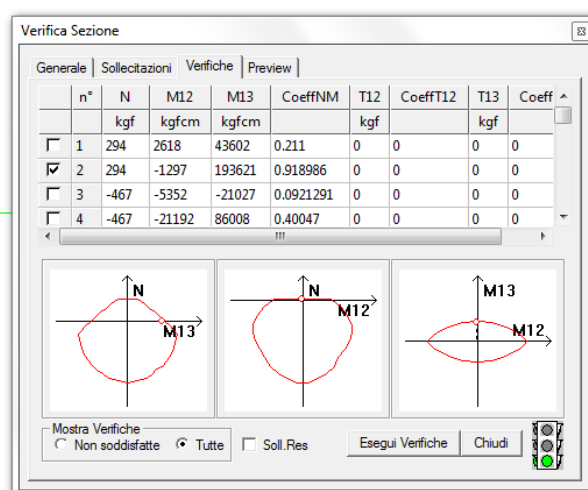 Verifica Sezione
Generale Sollecitazioni Verifiche Preview
n° N M12 M13 CoeffNM T12 CoeffT12 T13 Coeff
kgf kgfcm kgfcm kgf kgf
1 294 2618 43602 0.211 0 0 0 0
2 294 -1297 193621 0.918986 0 0 0 0
3 -467 -5352 -21027 0.0921291 0 0 0 0
4 -467 -21192 86008 0.40047 0 0 0 0
N M13
N M12
M13 M12
Mostra Verifiche
Non soddisfatte Tutte Soll.Res Esegui Verifiche Chiudi